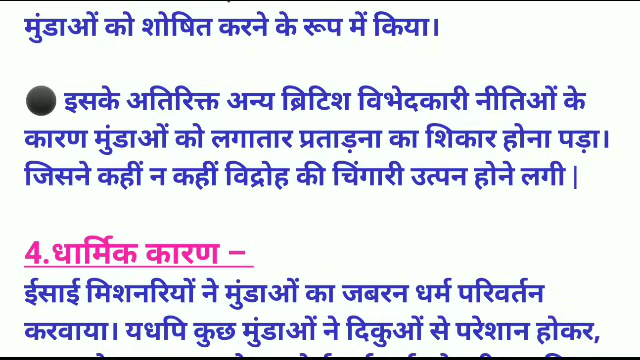 मुंडाओं को शोषित करने के रूप में किया।
⚫ इसके अतिरिक्त अन्य ब्रिटिश विभेदकारी नीतिओं के
कारण मुंडाओं को लगातार प्रताड़ना का शिकार होना पड़ा।
जिसने कहीं न कहीं विद्रोह की चिंगारी उत्पन होने लगी |
4.धार्मिक कारण –
ईसाई मिशनरियों ने मुंडाओं का जबरन धर्म परिवर्तन
करवाया। यधपि कुछ मुंडाओं ने दिकुओं से परेशान होकर,